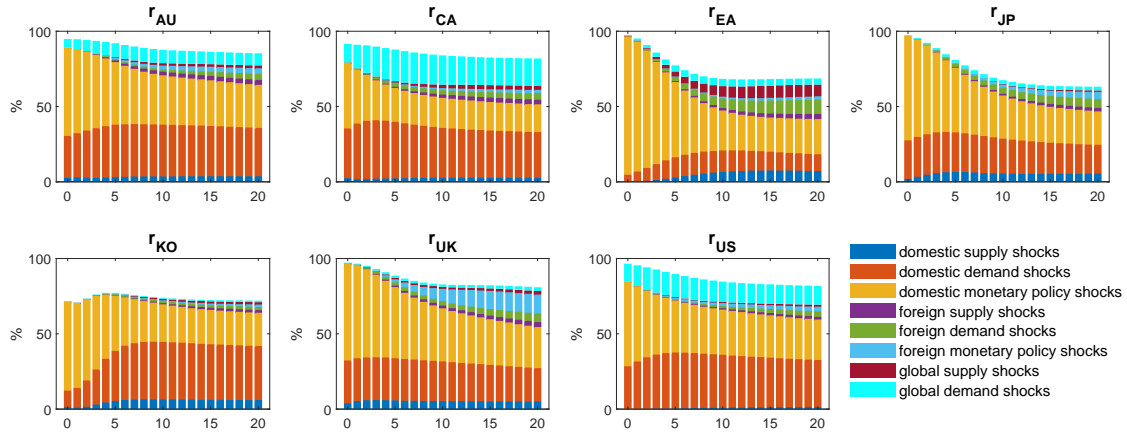 r_AU r_CA r_EA r_JP
100 100 100 100
% 50 50 50 50
0 0 0 0
0 5 10 15 20 0 5 10 15 20 0 5 10 15 20 0 5 10 15 20
r_KO r_UK r_US
100 100 100
% 50 % 50 % 50
0 0 0
0 5 10 15 20 0 5 10 15 20 0 5 10 15 20
domestic supply shocks
domestic demand shocks
domestic monetary policy shocks
foreign supply shocks
foreign demand shocks
foreign monetary policy shocks
global supply shocks
global demand shocks